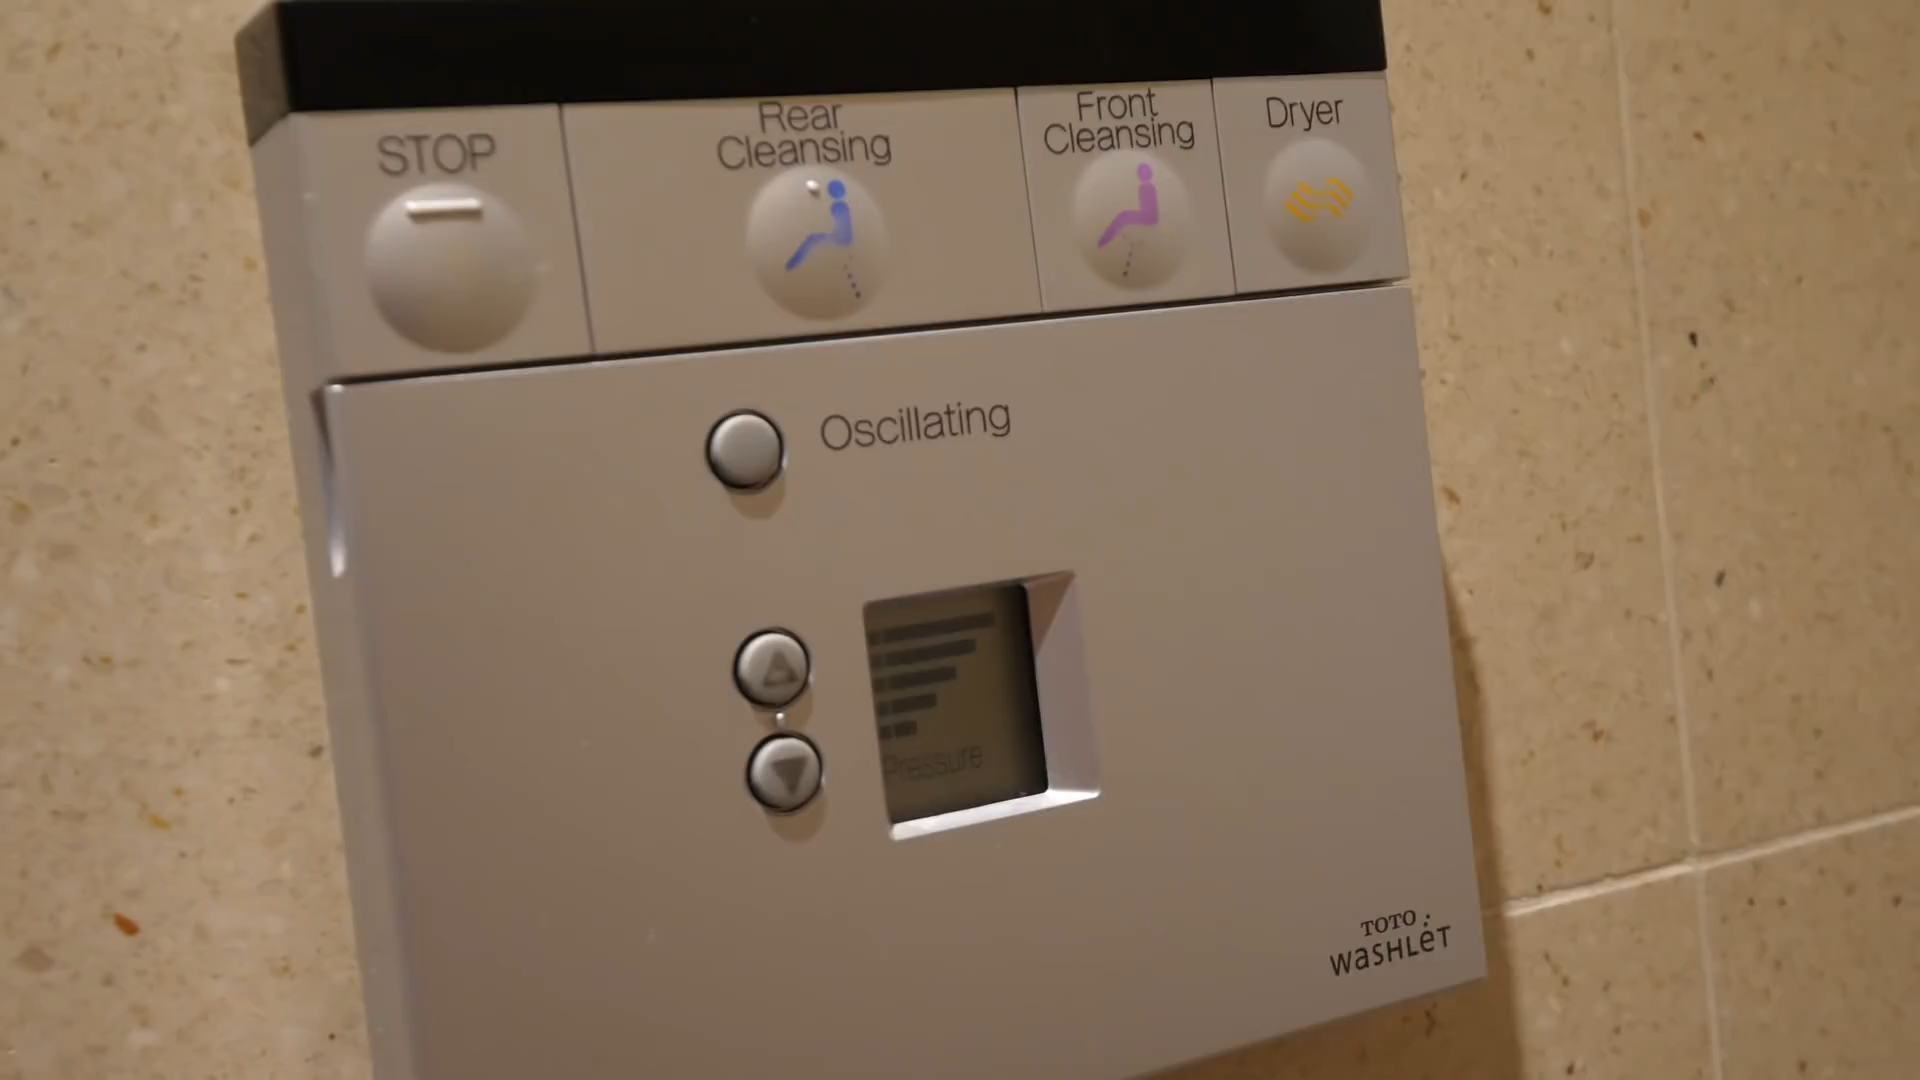 STOP
Rear
Cleansing
Front
Cleansing
Dryer
Oscillating
Pressure
TOTO
WASHLET